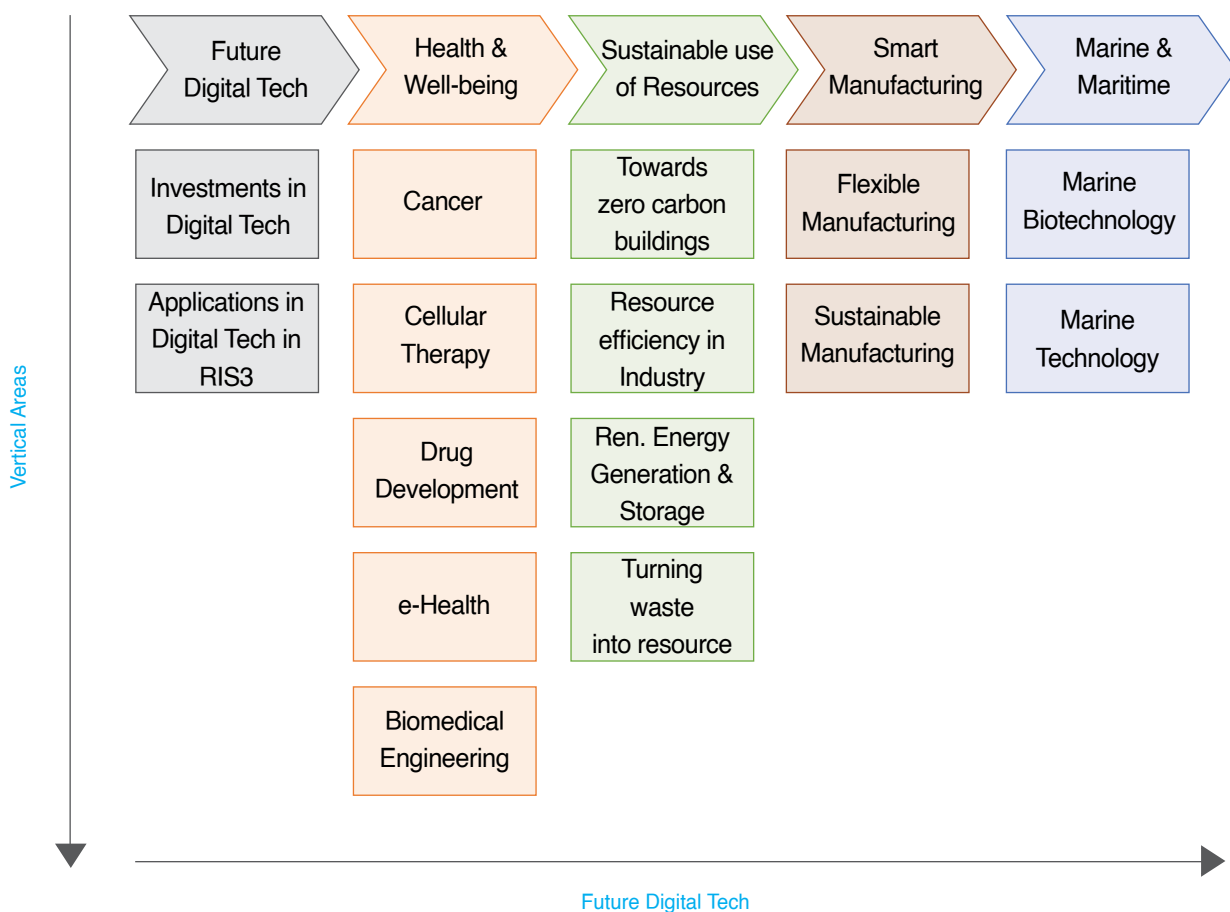 Future
Digital Tech
Health &
Well-being
Sustainable use
of Resources
Smart
Manufacturing
Marine &
Maritime
Investments in
Digital Tech
Cancer
Towards
zero carbon
buildings
Flexible
Manufacturing
Marine
Biotechnology
Applications in
Digital Tech in
RIS3
Cellular
Therapy
Resource
efficiency in
Industry
Sustainable
Manufacturing
Marine
Technology
Drug
Development
Ren. Energy
Generation &
Storage
e-Health
Turning
waste
into resource
Biomedical
Engineering
Vertical Areas
Future Digital Tech